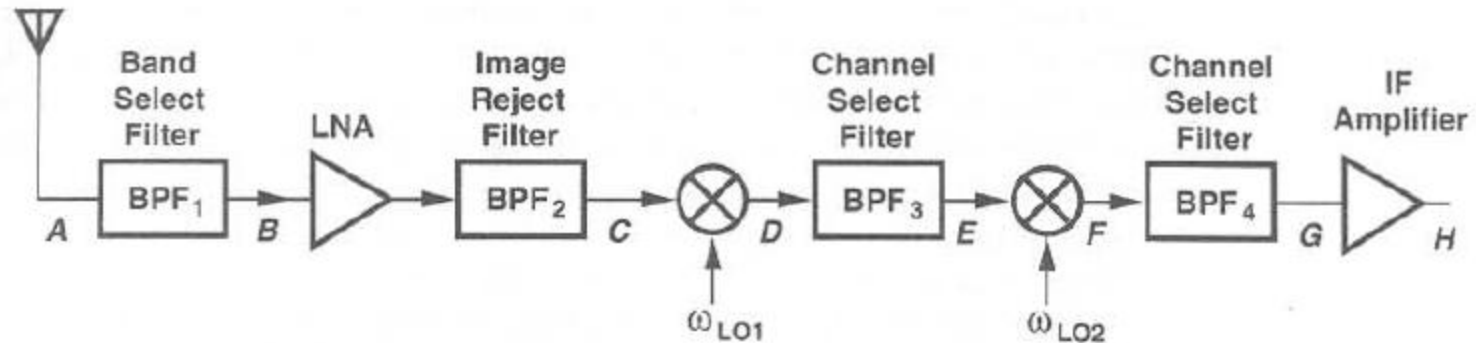 Band
Select
Filter
LNA
Image
Reject
Filter
Channel
Select
Filter
Channel
Select
Filter
IF
Amplifier
BPF1
BPF2
BPF3
BPF4
A
B
C
D
E
F
G
H
ωLO1
ωLO2